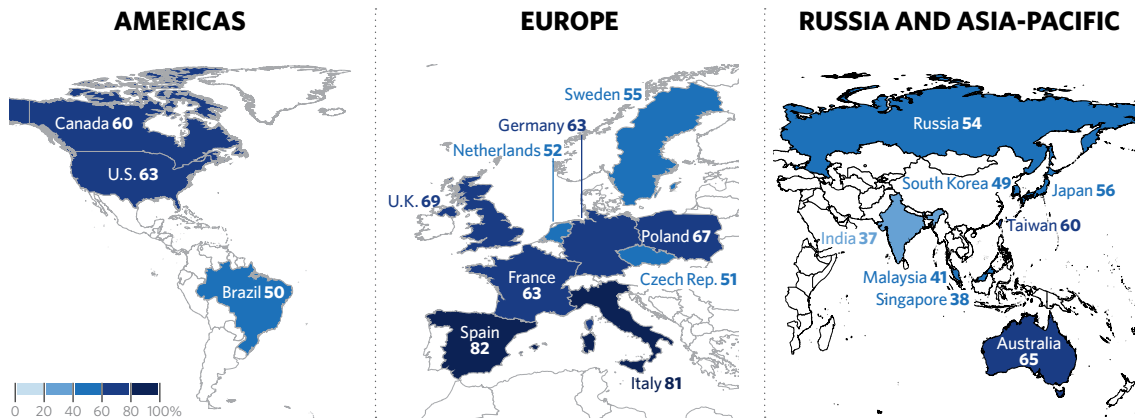 AMERICAS
Canada 60
U.S. 63
Brazil 50
0 20 40 60 80 100%
EUROPE
Sweden 55
Germany 63
Netherlands 52
U.K. 69
Poland 67
France
63
Czech Rep. 51
Spain
82
Italy 81
RUSSIA AND ASIA-PACIFIC
Russia 54
South Korea 49
Japan 56
Taiwan 60
India 37
Malaysia 41
Singapore 38
Australia
65